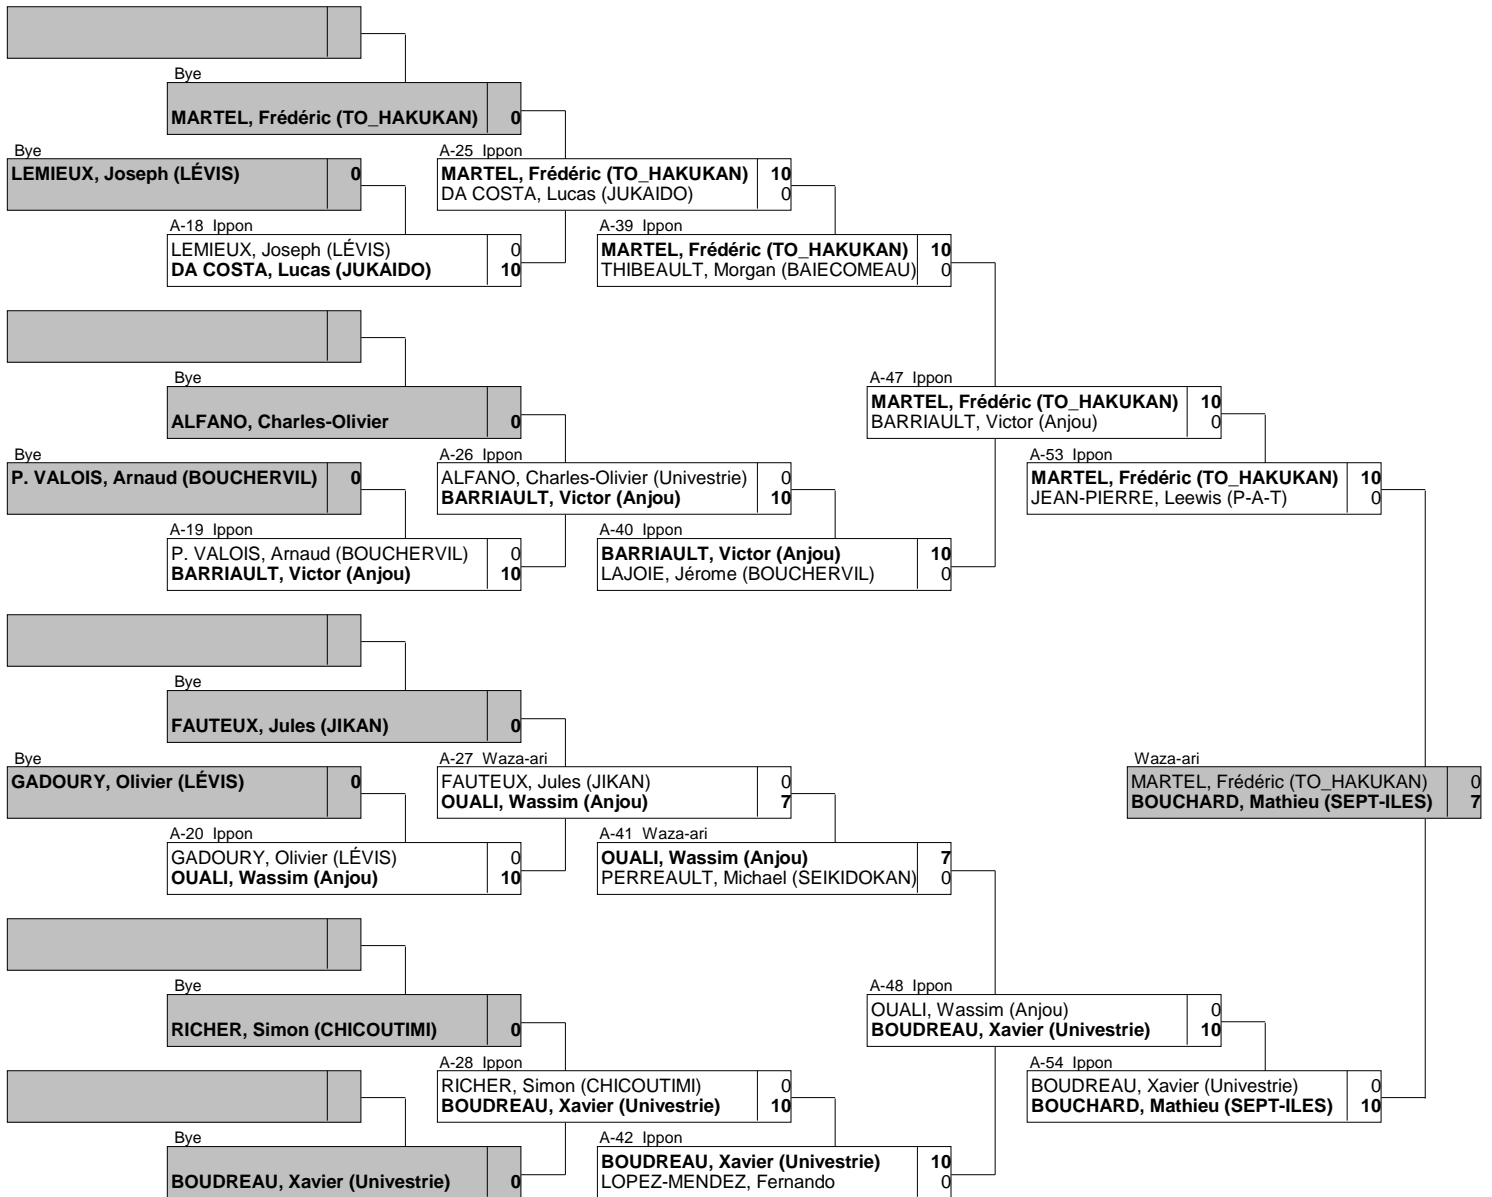 Bye
MARTEL, Frédéric (TO_HAKUKAN) 0
Bye
LEMIEUX, Joseph (LÉVIS) 0
A-25 Ippon
MARTEL, Frédéric (TO_HAKUKAN) 10
DA COSTA, Lucas (JUKAIDO) 0
A-18 Ippon
LEMIEUX, Joseph (LÉVIS) 0
DA COSTA, Lucas (JUKAIDO) 10
A-39 Ippon
MARTEL, Frédéric (TO_HAKUKAN) 10
THIBEAULT, Morgan (BAIECOMEAU) 0
Bye
ALFANO, Charles-Olivier 0
A-47 Ippon
MARTEL, Frédéric (TO_HAKUKAN) 10
BARRIAULT, Victor (Anjou) 0
Bye
P. VALOIS, Arnaud (BOUCHERVIL) 0
A-26 Ippon
ALFANO, Charles-Olivier (Univestrie) 0
BARRIAULT, Victor (Anjou) 10
A-53 Ippon
MARTEL, Frédéric (TO_HAKUKAN) 10
JEAN-PIERRE, Leewis (P-A-T) 0
A-19 Ippon
P. VALOIS, Arnaud (BOUCHERVIL) 0
BARRIAULT, Victor (Anjou) 10
A-40 Ippon
BARRIAULT, Victor (Anjou) 10
LAJOIE, Jérome (BOUCHERVIL) 0
Bye
FAUTEUX, Jules (JIKAN) 0
Bye
GADOURY, Olivier (LÉVIS) 0
A-27 Waza-ari
FAUTEUX, Jules (JIKAN) 0
OUALI, Wassim (Anjou) 7
Waza-ari
MARTEL, Frédéric (TO_HAKUKAN) 0
BOUCHARD, Mathieu (SEPT-ILES) 7
A-20 Ippon
GADOURY, Olivier (LÉVIS) 0
OUALI, Wassim (Anjou) 10
A-41 Waza-ari
OUALI, Wassim (Anjou) 7
PERREAULT, Michael (SEIKIDOKAN) 0
Bye
RICHER, Simon (CHICOUTIMI) 0
A-48 Ippon
OUALI, Wassim (Anjou) 0
BOUDREAU, Xavier (Univestrie) 10
A-28 Ippon
RICHER, Simon (CHICOUTIMI) 0
BOUDREAU, Xavier (Univestrie) 10
A-54 Ippon
BOUDREAU, Xavier (Univestrie) 0
BOUCHARD, Mathieu (SEPT-ILES) 10
Bye
BOUDREAU, Xavier (Univestrie) 0
A-42 Ippon
BOUDREAU, Xavier (Univestrie) 10
LOPEZ-MENDEZ, Fernando 0